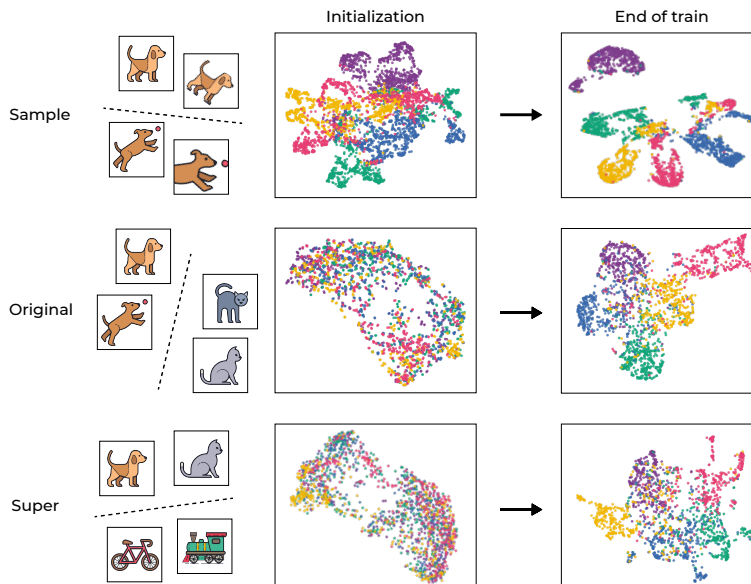 Initialization
End of train
Sample
Original
Super